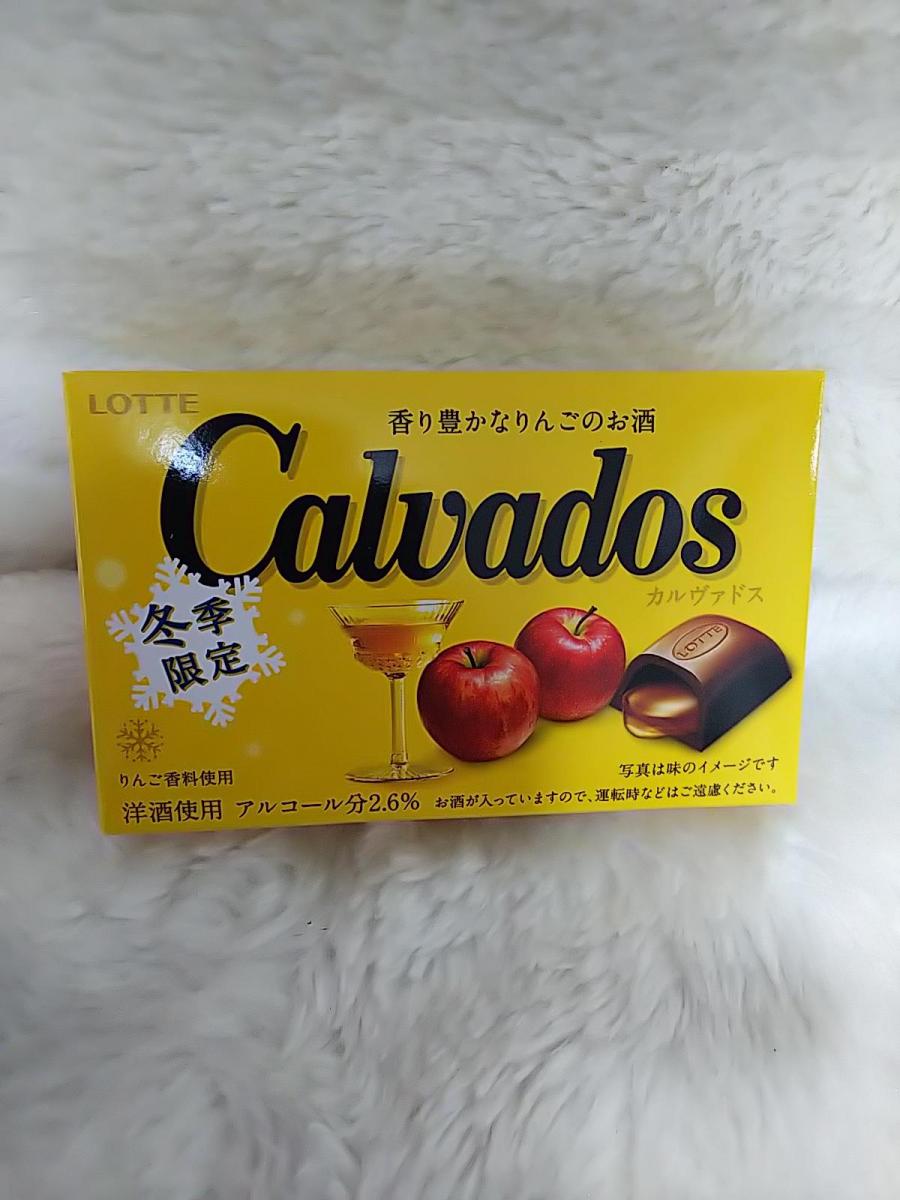 LOTTE
香り豊かなりんごのお酒
Calvados
カルヴァドス
冬季
限定
LOTTE
りんご香料使用
写真は味のイメージです
洋酒使用 アルコール分2.6% お酒が入っていますので、運転時などはご遠慮ください。